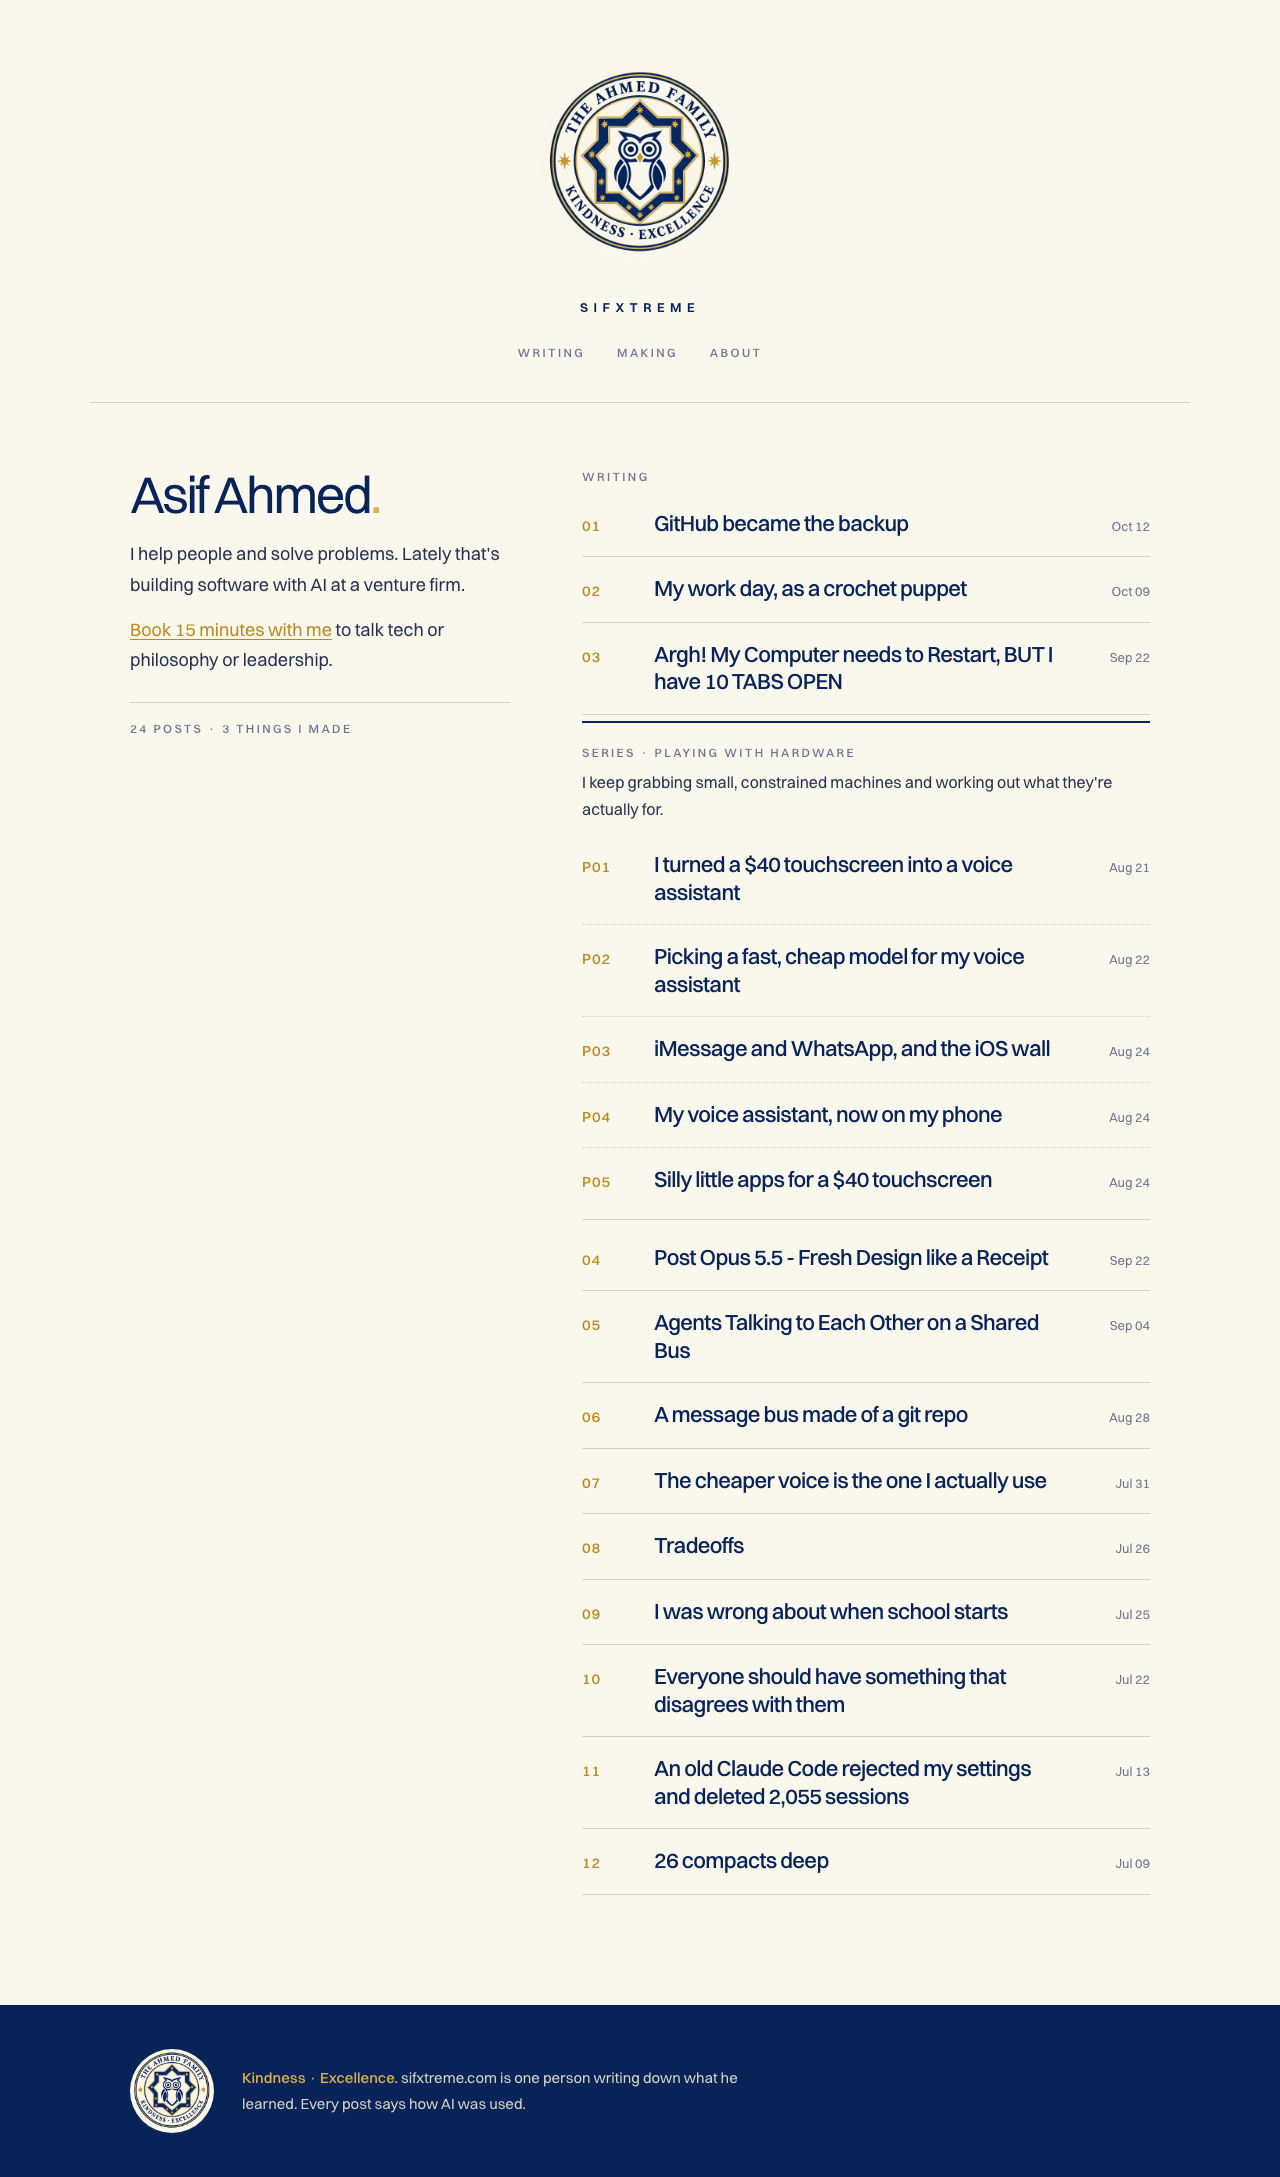 THE AHMED FAMILY
KINDNESS · EXCELLENCE
SIFXTREME
WRITING MAKING ABOUT
Asif Ahmed.
I help people and solve problems. Lately that's
building software with AI at a venture firm.
Book 15 minutes with me to talk tech or
philosophy or leadership.
24 POSTS · 3 THINGS I MADE
WRITING
01 GitHub became the backup Oct 12
02 My work day, as a crochet puppet Oct 09
03 Argh! My Computer needs to Restart, BUT I Sep 22
have 10 TABS OPEN
SERIES · PLAYING WITH HARDWARE
I keep grabbing small, constrained machines and working out what they're
actually for.
P01 I turned a $40 touchscreen into a voice Aug 21
assistant
P02 Picking a fast, cheap model for my voice Aug 22
assistant
P03 iMessage and WhatsApp, and the iOS wall Aug 24
P04 My voice assistant, now on my phone Aug 24
P05 Silly little apps for a $40 touchscreen Aug 24
04 Post Opus 5.5 - Fresh Design like a Receipt Sep 22
05 Agents Talking to Each Other on a Shared Sep 04
Bus
06 A message bus made of a git repo Aug 28
07 The cheaper voice is the one I actually use Jul 31
08 Tradeoffs Jul 26
09 I was wrong about when school starts Jul 25
10 Everyone should have something that Jul 22
disagrees with them
11 An old Claude Code rejected my settings Jul 13
and deleted 2,055 sessions
12 26 compacts deep Jul 09
THE AHMED FAMILY
KINDNESS · EXCELLENCE
Kindness · Excellence. sifxtreme.com is one person writing down what he
learned. Every post says how AI was used.